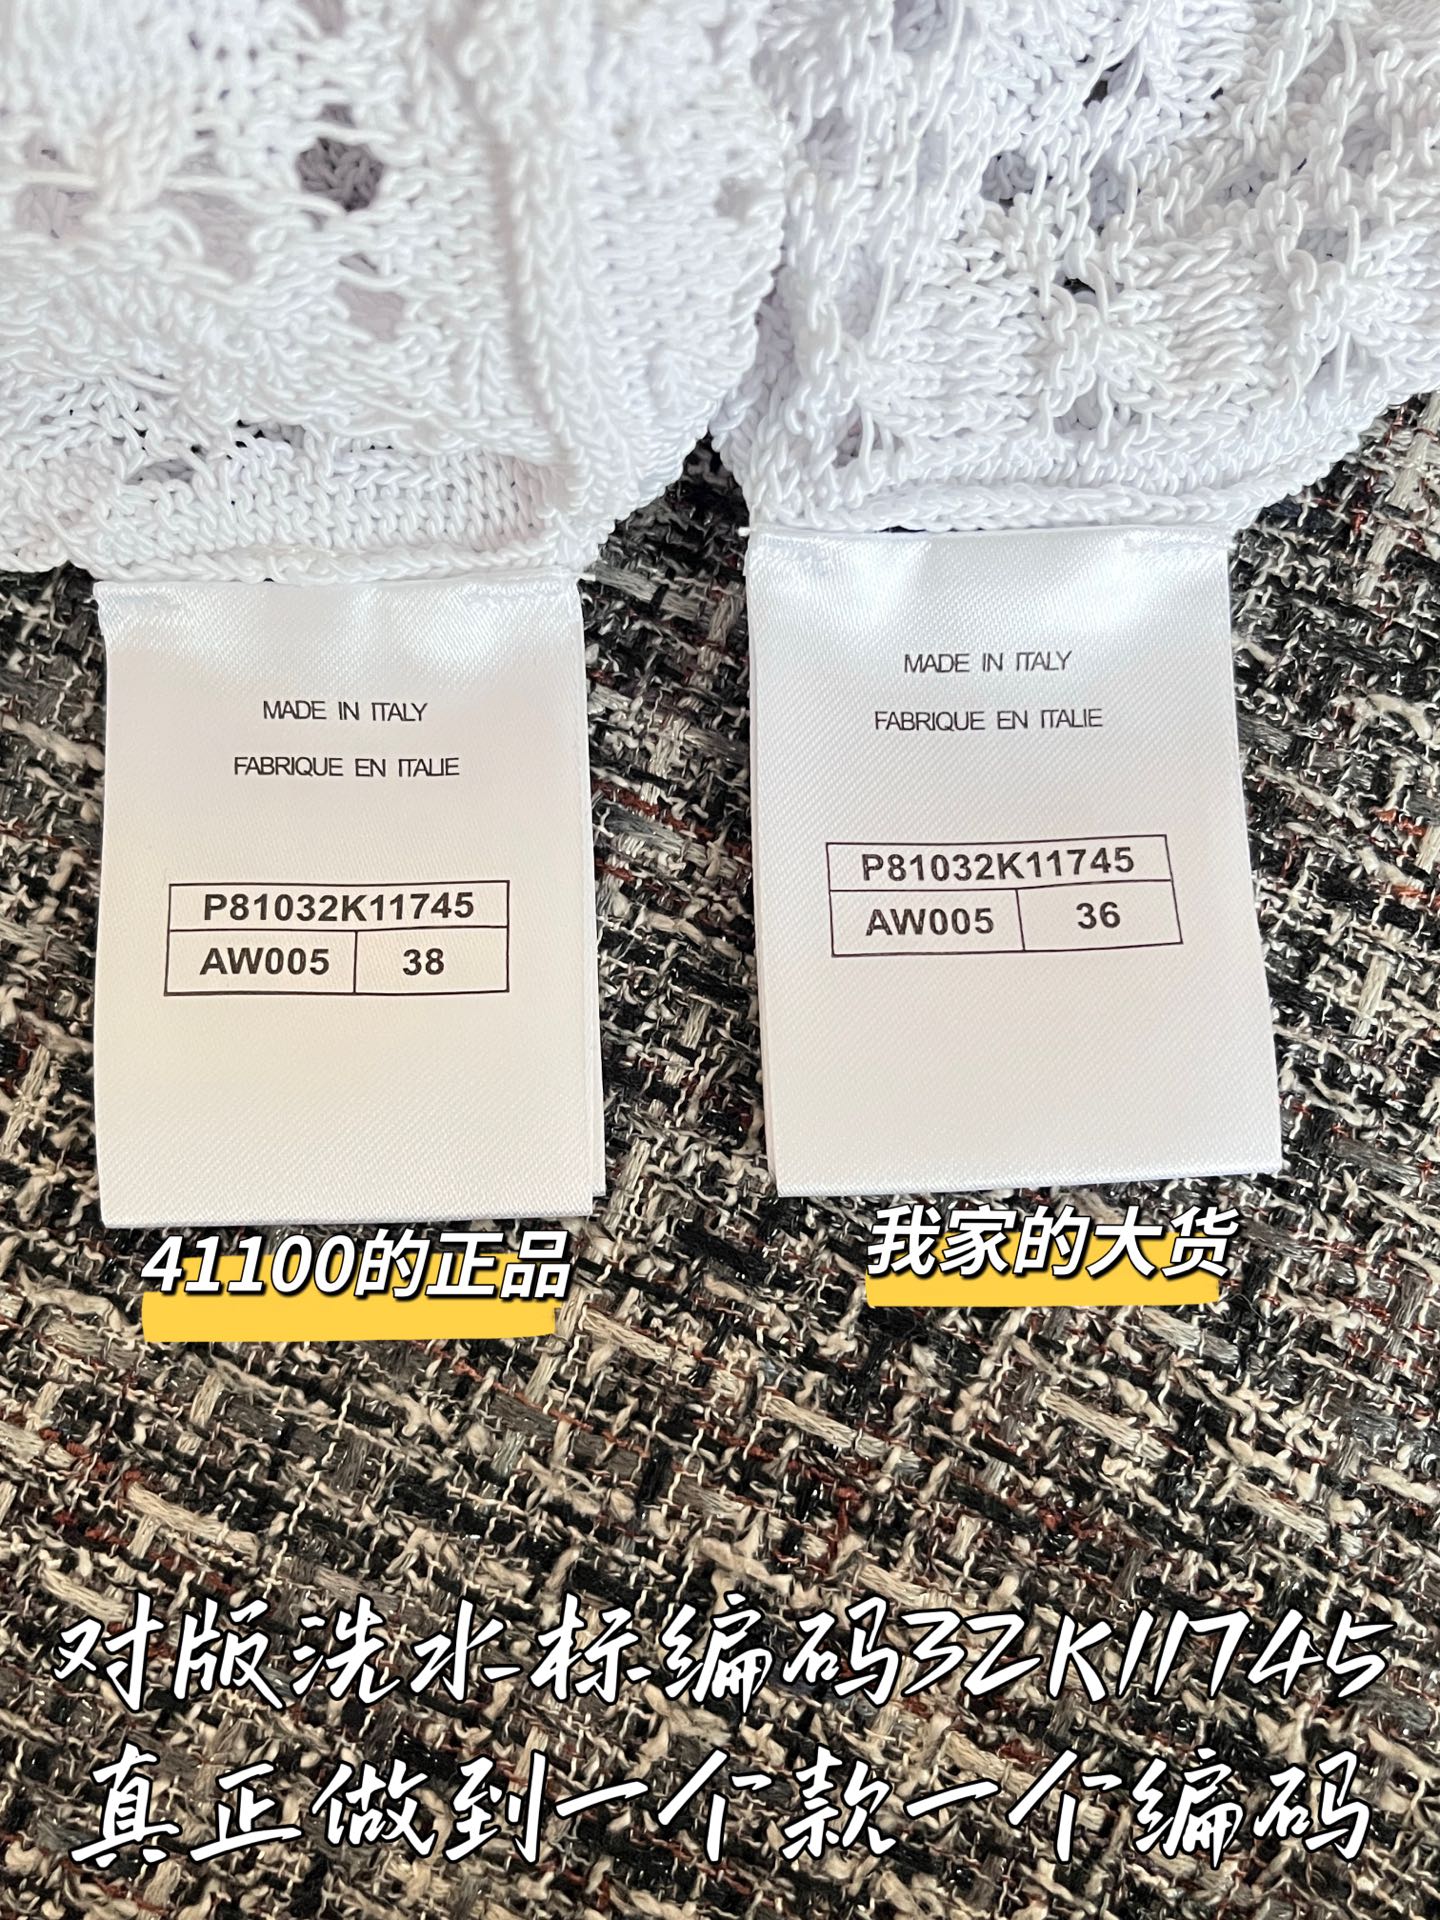 MADE IN ITALY
FABRIQUE EN ITALIE
P81032K11745
AW005 38
MADE IN ITALY
FABRIQUE EN ITALIE
P81032K11745
AW005 36
41100的正品
我家的大货
对版洗水标编码32K11745
真正做到一个款一个编码